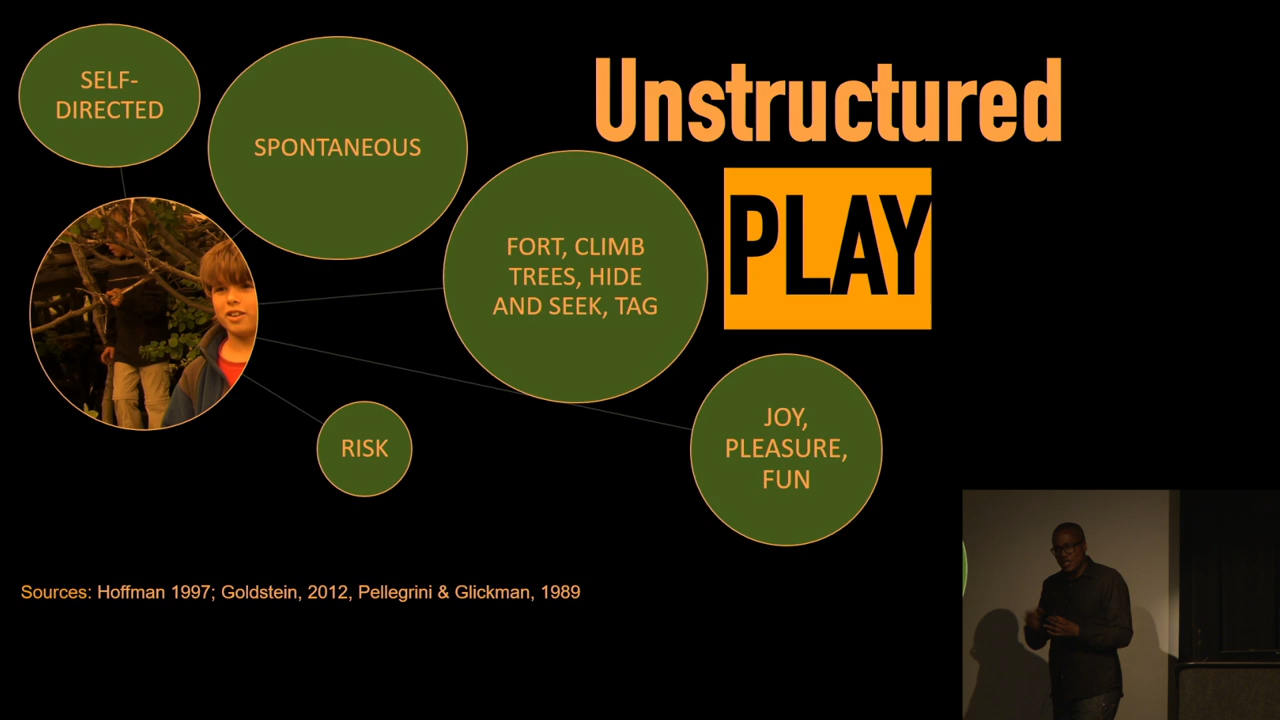 Unstructured
PLAY
SELF-
DIRECTED
SPONTANEOUS
FORT, CLIMB
TREES, HIDE
AND SEEK, TAG
JOY,
PLEASURE,
FUN
RISK
Sources: Hoffman 1997; Goldstein, 2012, Pellegrini & Glickman, 1989